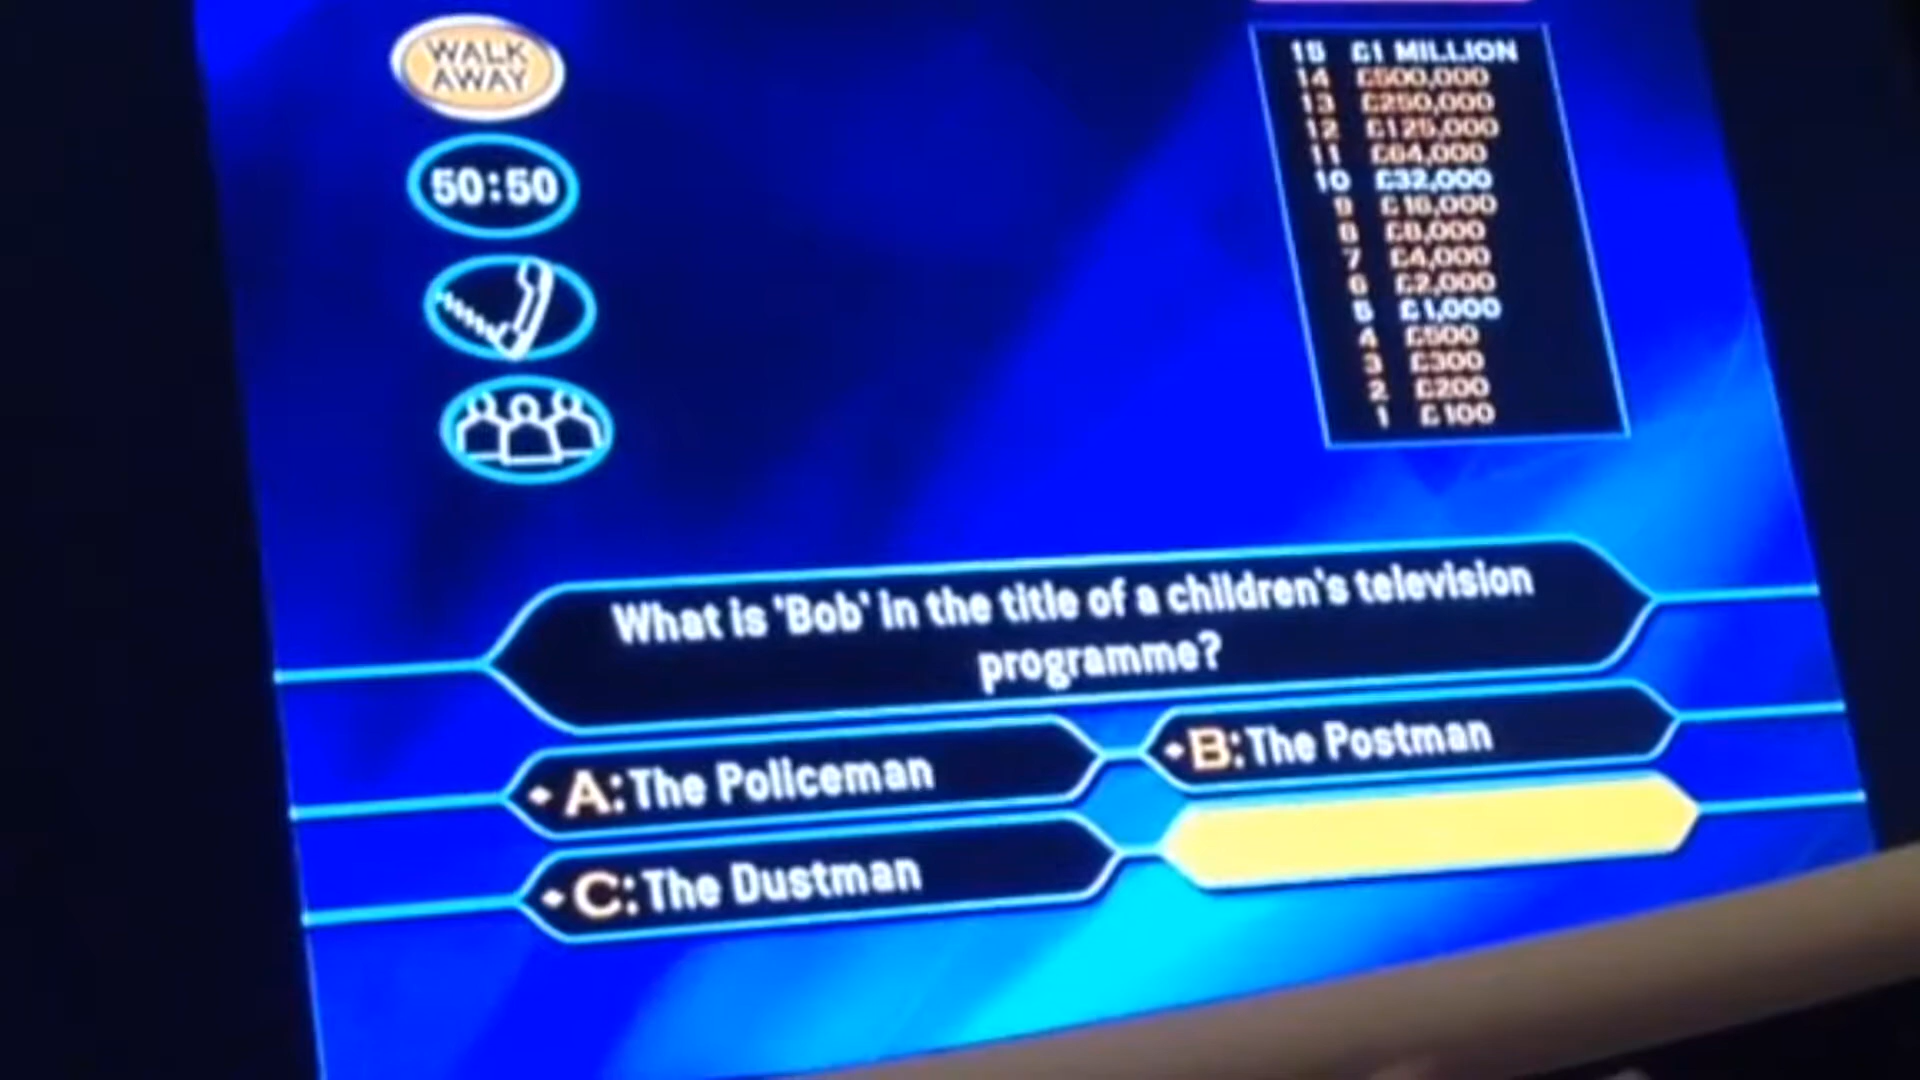 WALK
AWAY
50:50
15 £1 MILLION
14 £500,000
13 £250,000
12 £125,000
11 £64,000
10 £32,000
9 £16,000
8 £8,000
7 £4,000
6 £2,000
5 £1,000
4 £500
3 £300
2 £200
1 £100
What is 'Bob' in the title of a children's television
programme?
A: The Policeman
B: The Postman
C: The Dustman